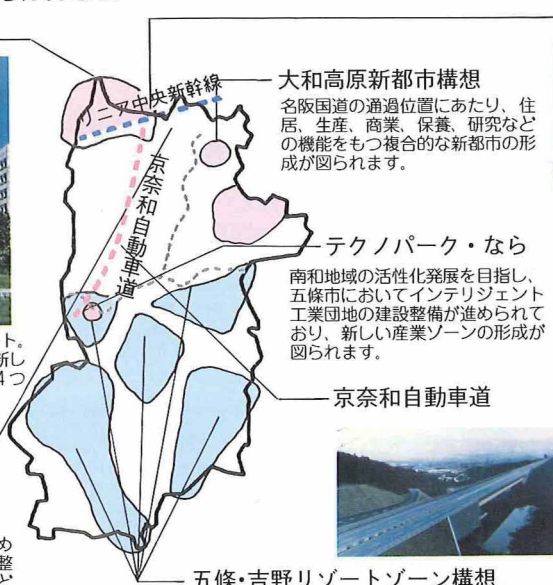 リニア中央新幹線
京奈和自動車道
大和高原新都市構想
名阪国道の通過位置にあたり、住
居、生産、商業、保養、研究など
の機能をもつ複合的な新都市の形
成が図られます。
テクノパーク・なら
南和地域の活性化発展を目指し、
五條市においてインテリジェント
工業団地の建設整備が進められて
おり、新しい産業ゾーンの形成が
図られます。
ト。
新し
4つ
京奈和自動車道
め
整
ど
五條・吉野リゾートゾーン構想